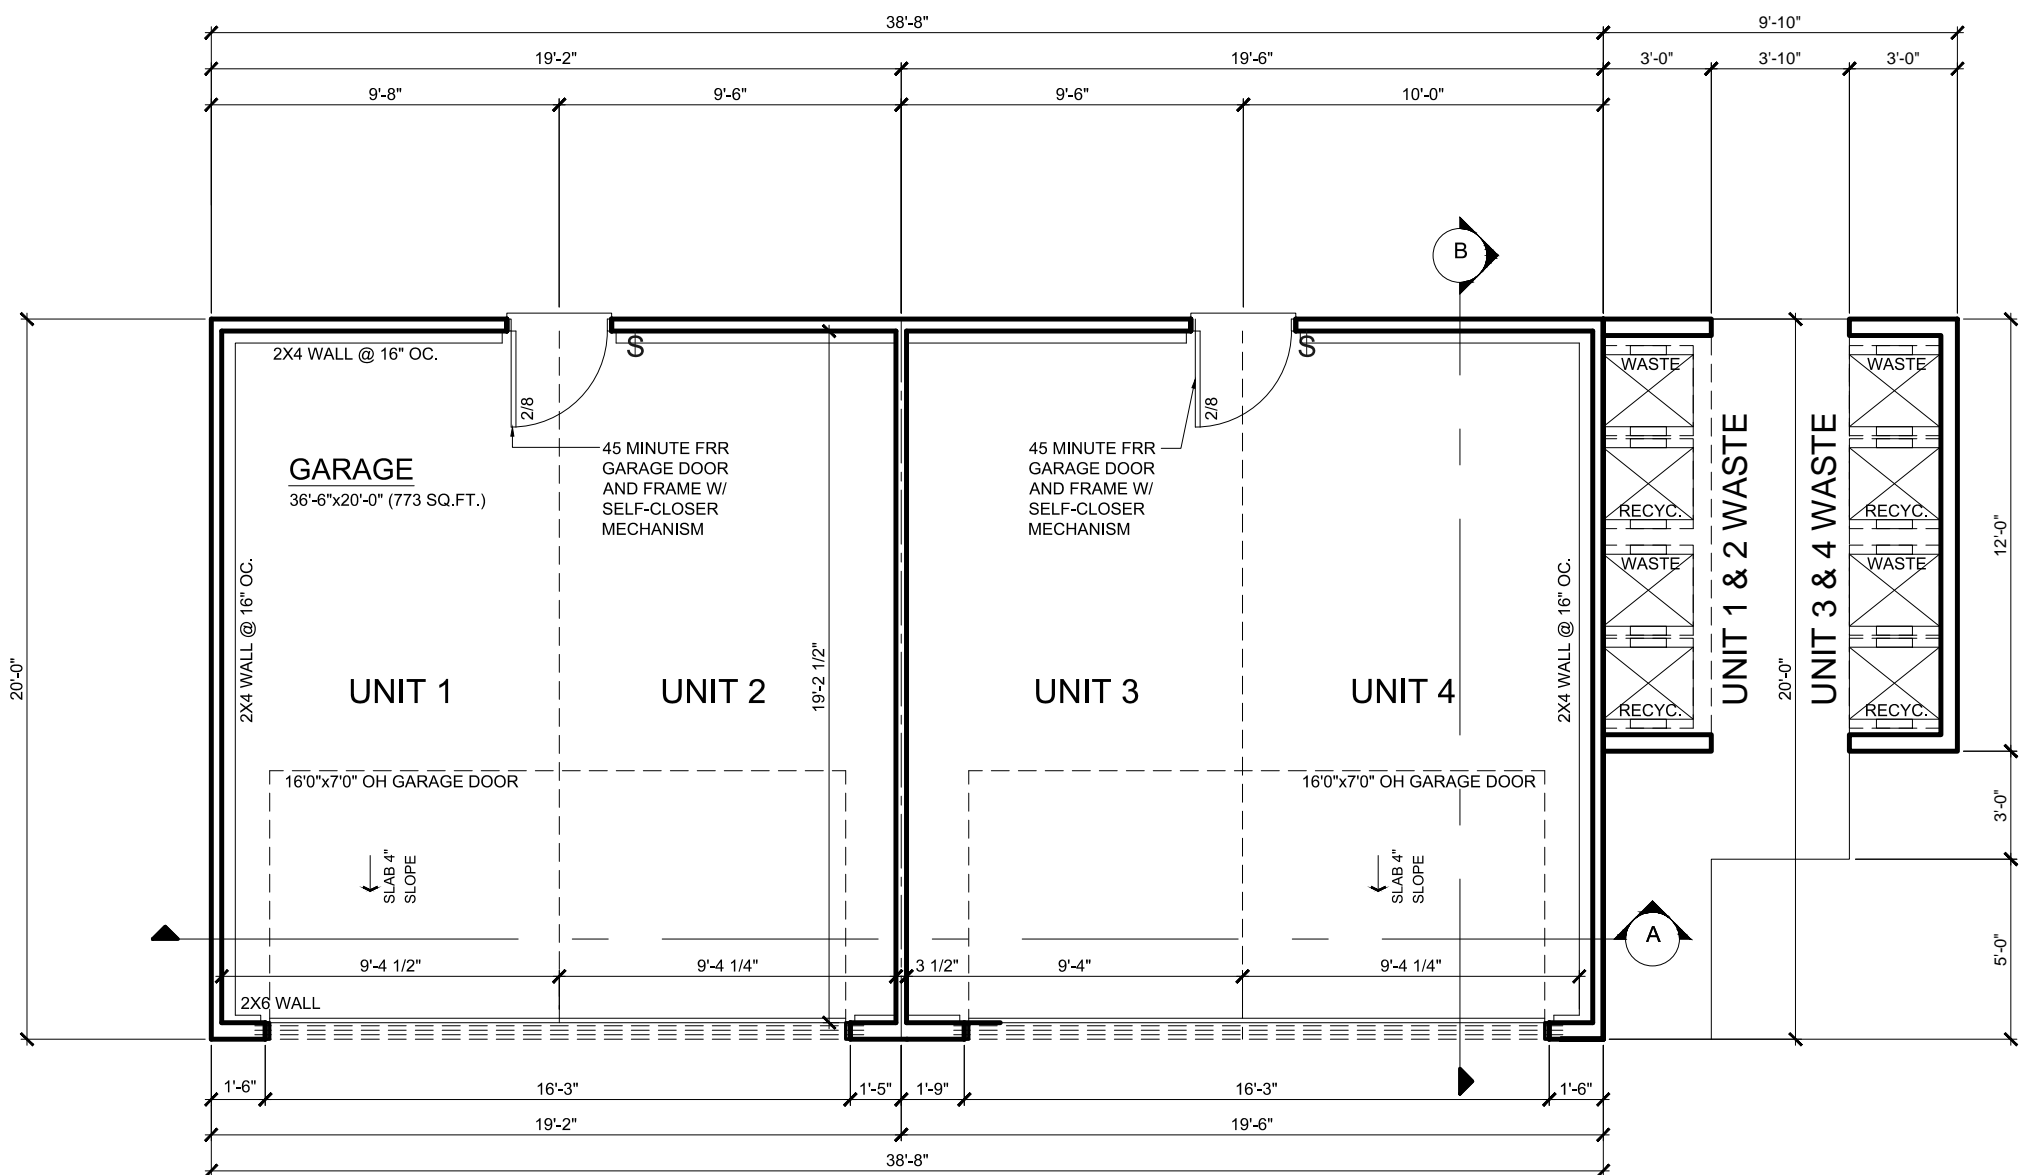 38'-8"
9'-10"
19'-2"
19'-6"
3'-0"
3'-10"
3'-0"
9'-8"
9'-6"
9'-6"
10'-0"
B
2X4 WALL @ 16" OC.
$
$
WASTE
WASTE
2/8
2/8
45 MINUTE FRR
GARAGE DOOR
AND FRAME W/
SELF-CLOSER
MECHANISM
45 MINUTE FRR
GARAGE DOOR
AND FRAME W/
SELF-CLOSER
MECHANISM
GARAGE
36'-6"x20'-0" (773 SQ.FT.)
RECYC.
RECYC.
UNIT 1 & 2 WASTE
UNIT 3 & 4 WASTE
12'-0"
WASTE
WASTE
2X4 WALL @ 16" OC.
2X4 WALL @ 16" OC.
20'-0"
UNIT 1
UNIT 2
19'-2 1/2"
UNIT 3
UNIT 4
20'-0"
RECYC.
RECYC.
16'0"x7'0" OH GARAGE DOOR
16'0"x7'0" OH GARAGE DOOR
3'-0"
SLAB 4"
SLOPE
SLAB 4"
SLOPE
A
5'-0"
9'-4 1/2"
9'-4 1/4"
3 1/2"
9'-4"
9'-4 1/4"
2X6 WALL
1'-6"
16'-3"
1'-5"
1'-9"
16'-3"
1'-6"
19'-2"
19'-6"
38'-8"